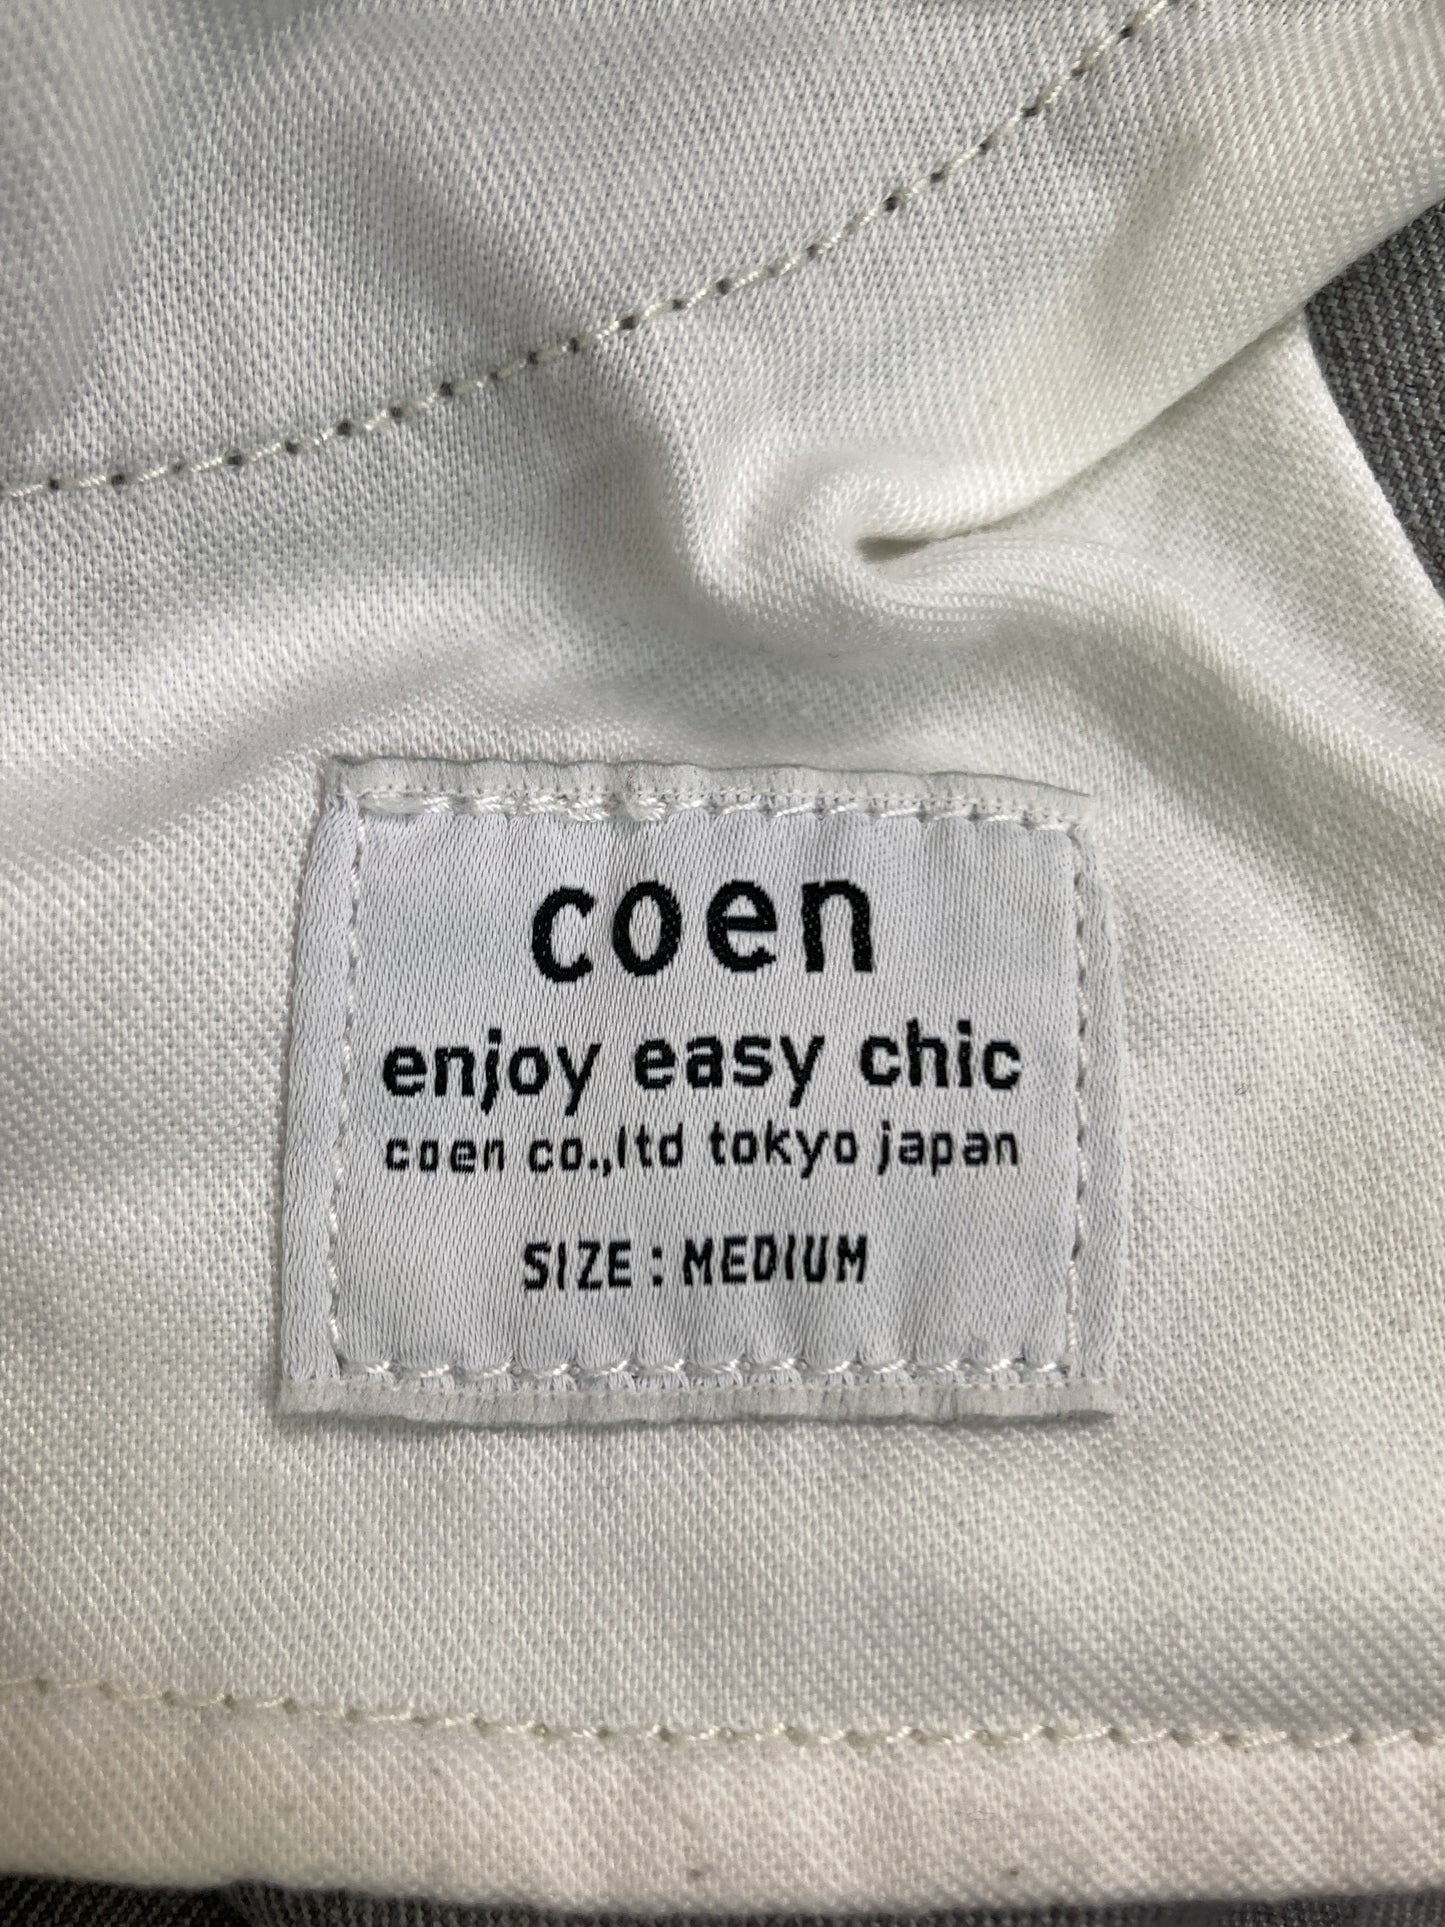 coen
enjoy easy chic
coen co.,ltd tokyo japan
SIZE : MEDIUM